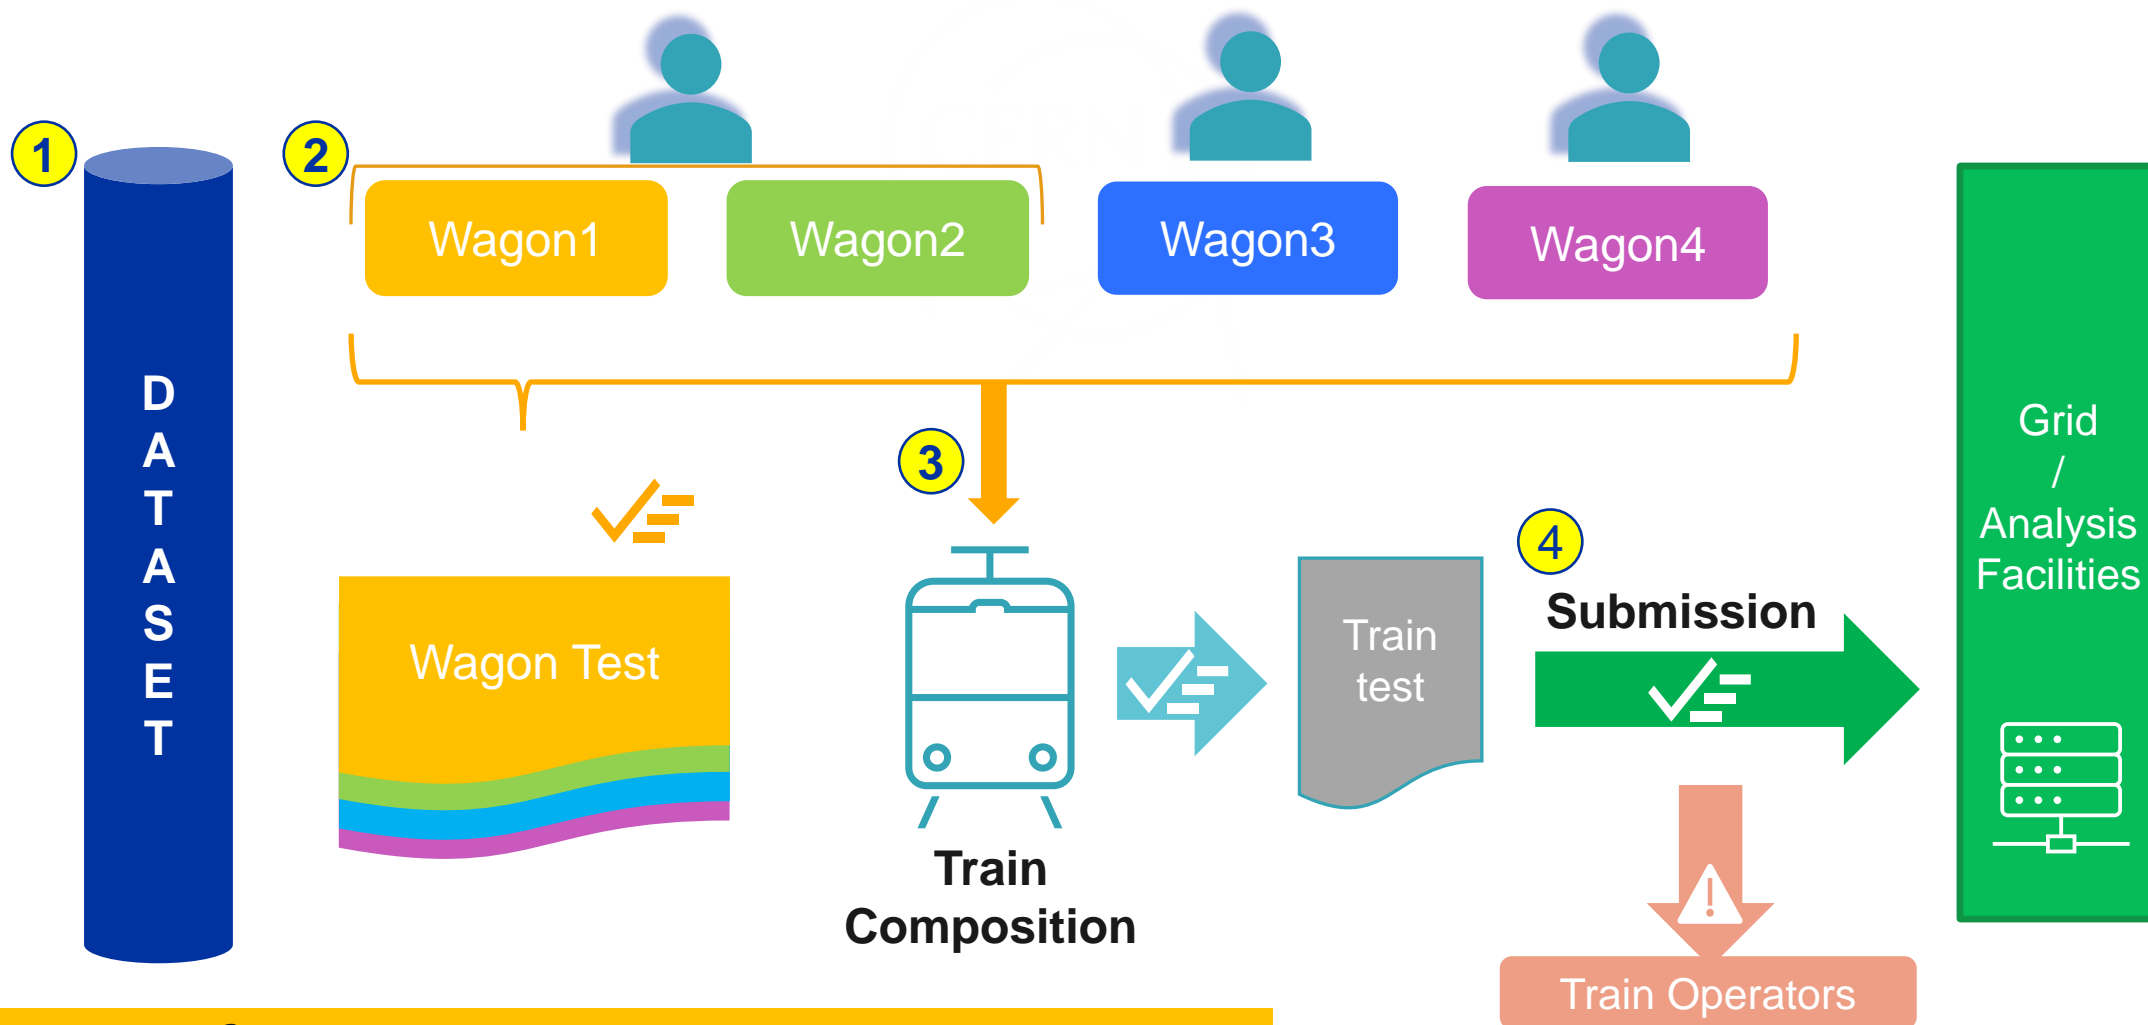 1
2
D
A
T
A
S
E
T
Wagon1
Wagon2
Wagon3
Wagon4
3
Wagon Test
Train
Composition
Train
test
4
Submission
Train Operators
Grid
/
Analysis
Facilities